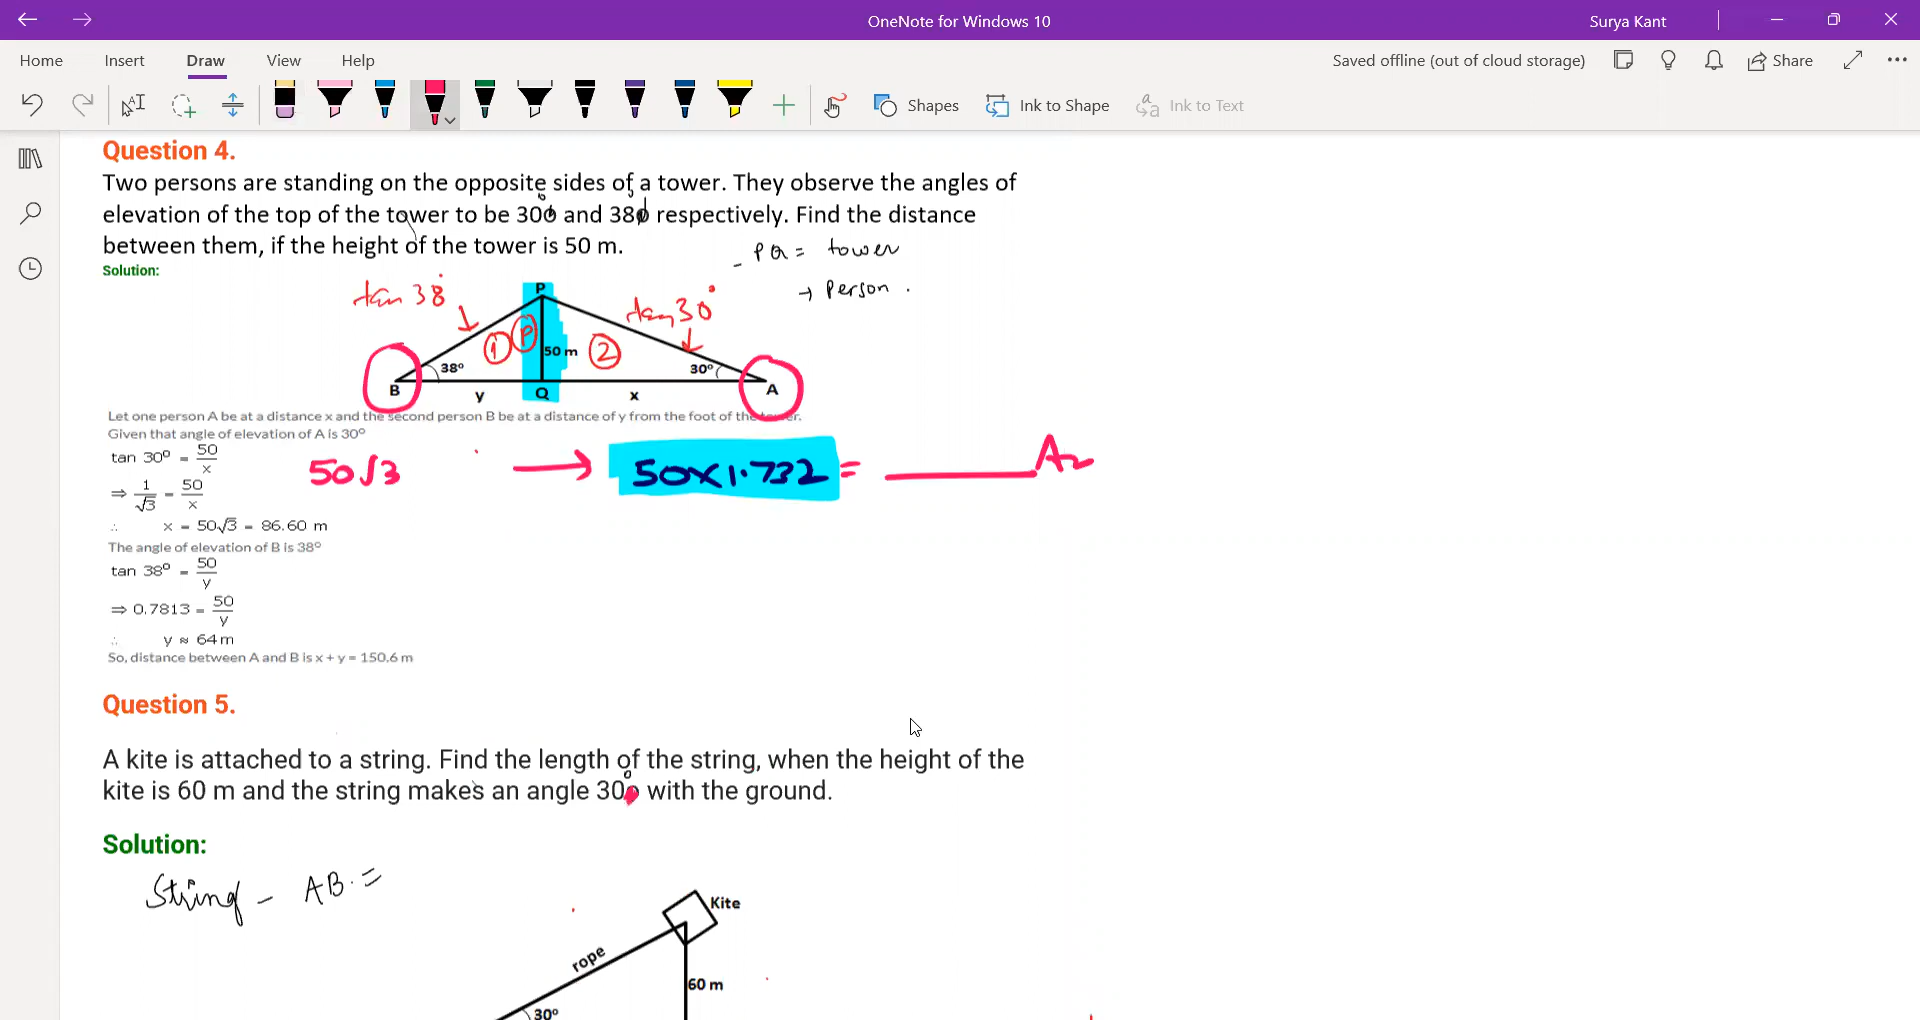 OneNote for Windows 10
Surya Kant
Home Insert Draw View Help
Saved offline (out of cloud storage)
Share
Shapes Ink to Shape Ink to Text
Question 4.
Two persons are standing on the opposite sides of a tower. They observe the angles of
elevation of the top of the tower to be 300 and 380 respectively. Find the distance
between them, if the height of the tower is 50 m.
- PQ = tower
→ Person .
Solution:
tan 38°
tan 30°
P
① P 50 m ②
38° 30°
B Q A
y x
Let one person A be at a distance x and the second person B be at a distance of y from the foot of the tower.
Given that angle of elevation of A is 30°
tan 30° = 50/x
50√3 → 50×1.732 =
⇒ 1/√3 = 50/x
∴ x = 50√3 = 86.60 m
The angle of elevation of B is 38°
tan 38° = 50/y
⇒ 0.7813 = 50/y
∴ y ≈ 64 m
So, distance between A and B is x + y = 150.6 m
Question 5.
A kite is attached to a string. Find the length of the string, when the height of the
kite is 60 m and the string makes an angle 30° with the ground.
Solution:
String - AB. =
Kite
rope
60 m
30°